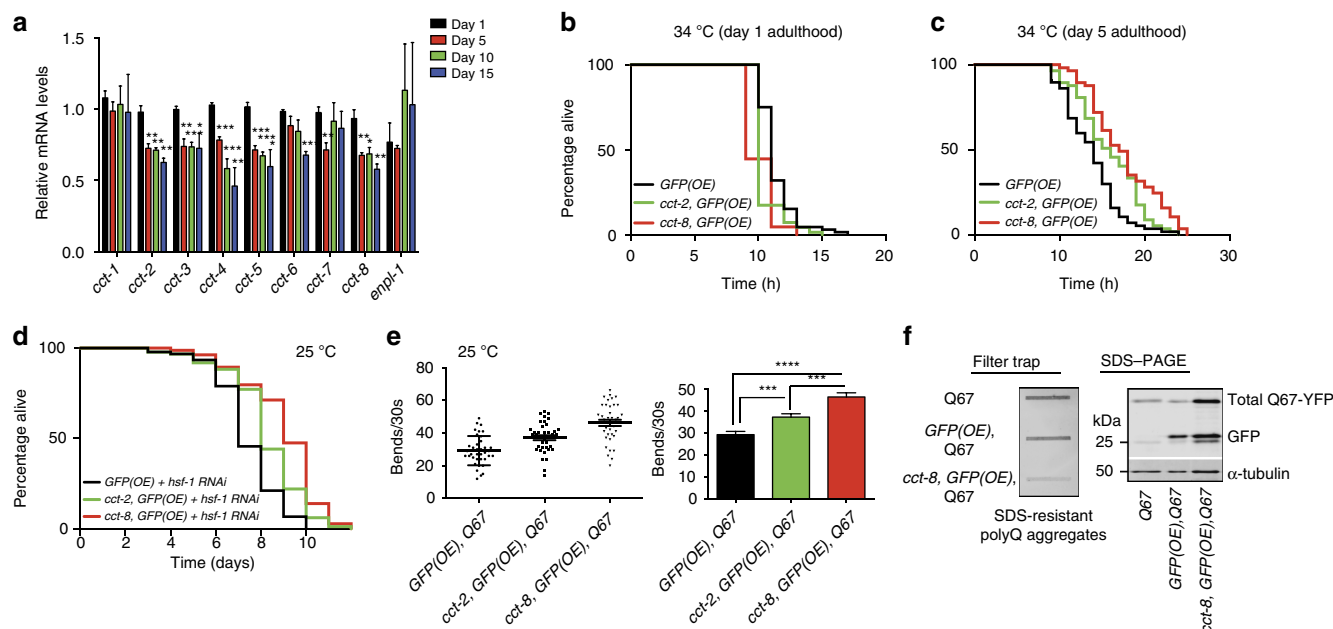 a
Day 1
Day 5
Day 10
Day 15
Relative mRNA levels
1.5
1.0
0.5
0.0
** ** **
** *** *
*** *** **
*** *** *
***
**
** * **
cct-1
cct-2
cct-3
cct-4
cct-5
cct-6
cct-7
cct-8
enpl-1
b
34 °C (day 1 adulthood)
Percentage alive
100
50
0
GFP(OE)
cct-2, GFP(OE)
cct-8, GFP(OE)
0 5 10 15 20
Time (h)
c
34 °C (day 5 adulthood)
100
50
0
GFP(OE)
cct-2, GFP(OE)
cct-8, GFP(OE)
0 10 20 30
Time (h)
d
25 °C
Percentage alive
100
50
0
GFP(OE) + hsf-1 RNAi
cct-2, GFP(OE) + hsf-1 RNAi
cct-8, GFP(OE) + hsf-1 RNAi
0 2 4 6 8 10
Time (days)
e
25 °C
Bends/30s
80
60
40
20
0
GFP(OE), Q67
cct-2, GFP(OE), Q67
cct-8, GFP(OE), Q67
Bends/30s
50
40
30
20
10
0
****
*** ***
GFP(OE), Q67
cct-2, GFP(OE), Q67
cct-8, GFP(OE), Q67
f
Filter trap
Q67
GFP(OE),
Q67
cct-8, GFP(OE),
Q67
SDS-resistant
polyQ aggregates
SDS–PAGE
kDa
25
50
Total Q67-YFP
GFP
α-tubulin
Q67
GFP(OE),Q67
cct-8, GFP(OE),Q67